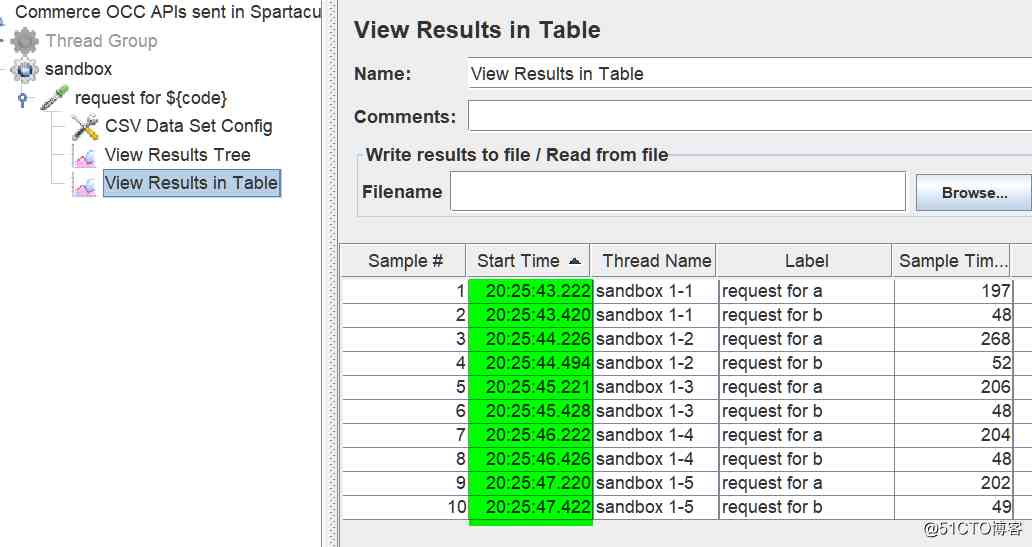 Commerce OCC APIs sent in Spartacu
Thread Group
sandbox
request for ${code}
CSV Data Set Config
View Results Tree
View Results in Table
View Results in Table
Name: View Results in Table
Comments:
Write results to file / Read from file
Filename Browse...
Sample # Start Time Thread Name Label Sample Tim...
1 20:25:43.222 sandbox 1-1 request for a 197
2 20:25:43.420 sandbox 1-1 request for b 48
3 20:25:44.226 sandbox 1-2 request for a 268
4 20:25:44.494 sandbox 1-2 request for b 52
5 20:25:45.221 sandbox 1-3 request for a 206
6 20:25:45.428 sandbox 1-3 request for b 48
7 20:25:46.222 sandbox 1-4 request for a 204
8 20:25:46.426 sandbox 1-4 request for b 48
9 20:25:47.220 sandbox 1-5 request for a 202
10 20:25:47.422 sandbox 1-5 request for b 49
@51CTO博客